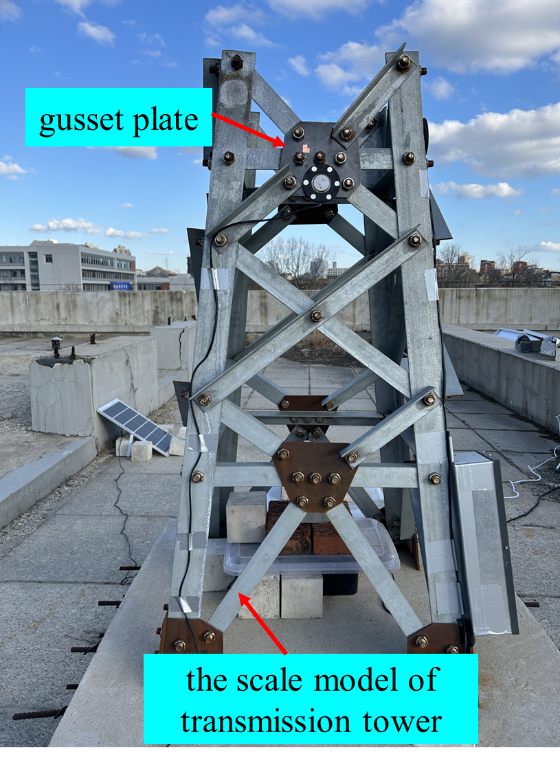 gusset plate
the scale model of
transmission tower